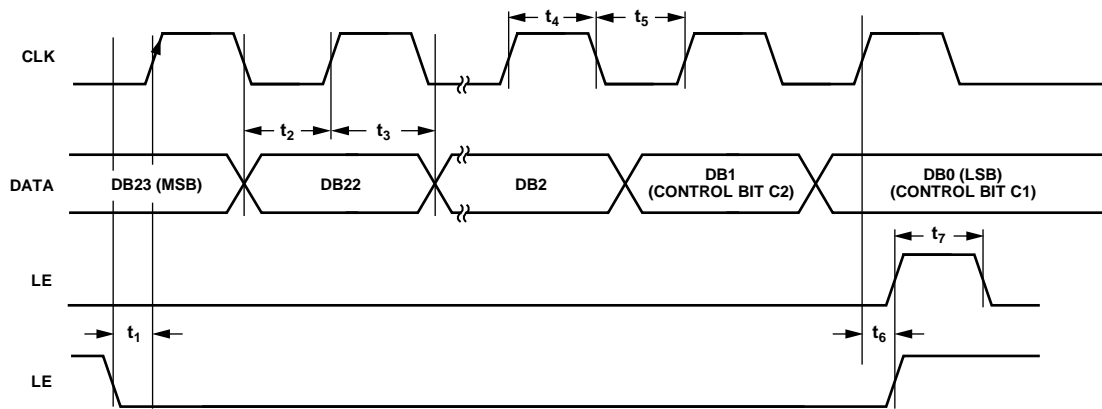 t4
t5
CLK
t2
t3
DATA
DB23 (MSB)
DB22
DB2
DB1
(CONTROL BIT C2)
DB0 (LSB)
(CONTROL BIT C1)
t7
LE
t1
t6
LE